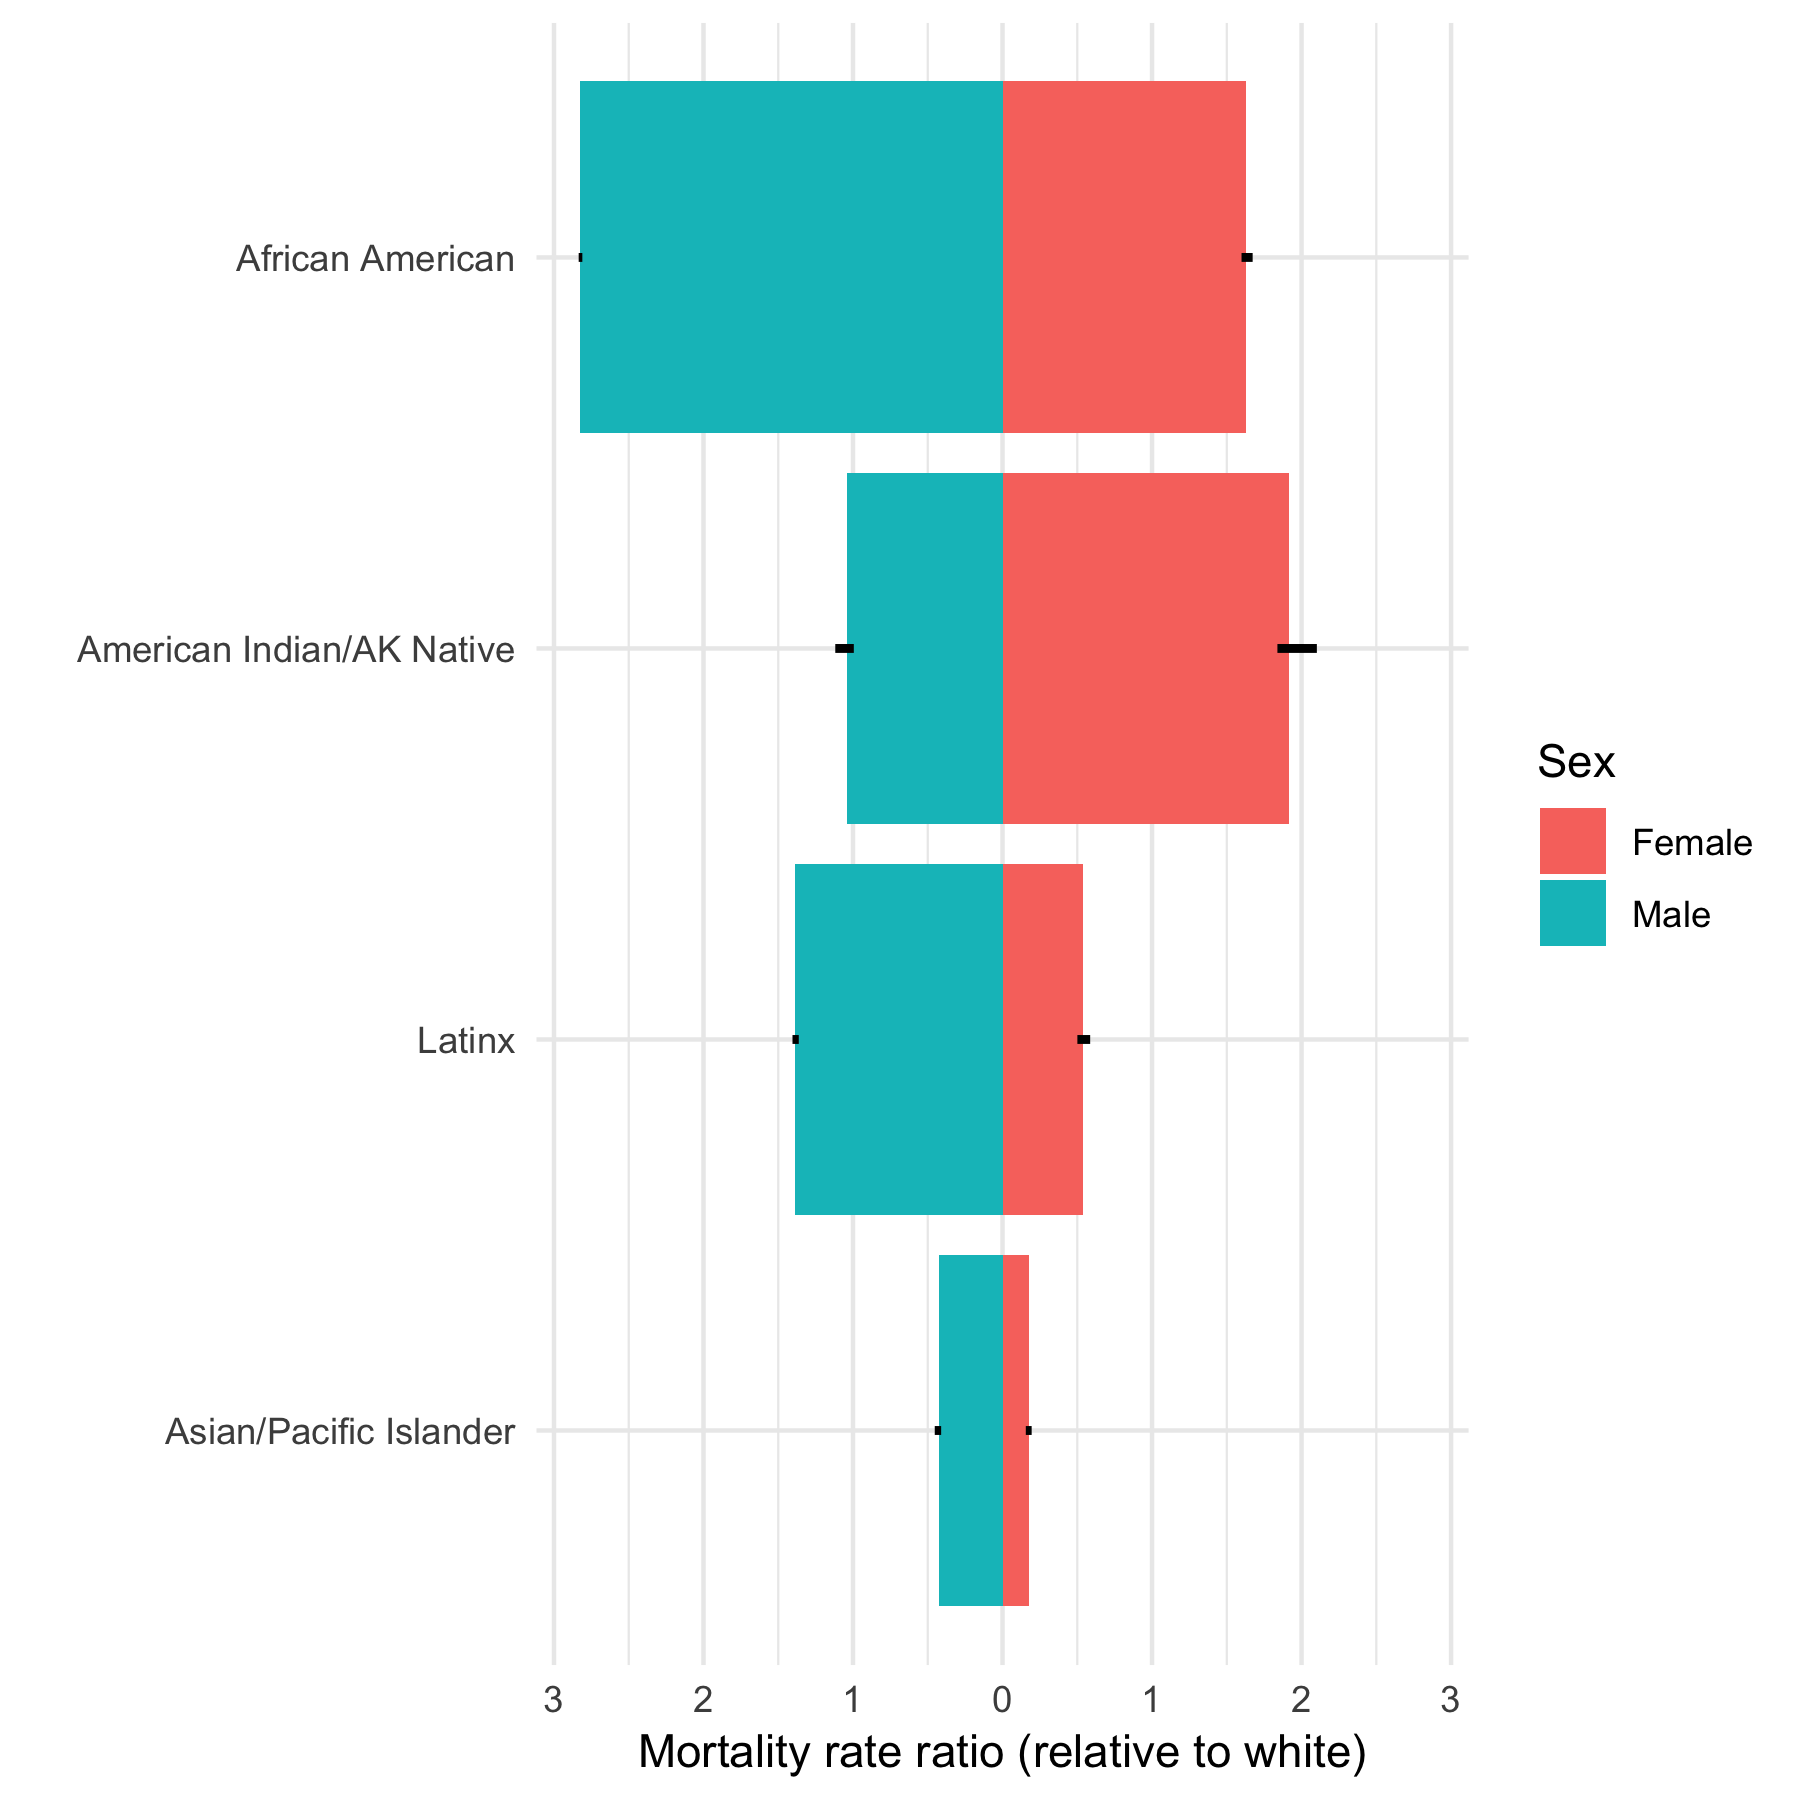 African American
American Indian/AK Native
Latinx
Asian/Pacific Islander
3 2 1 0 1 2 3
Mortality rate ratio (relative to white)
Sex
Female
Male